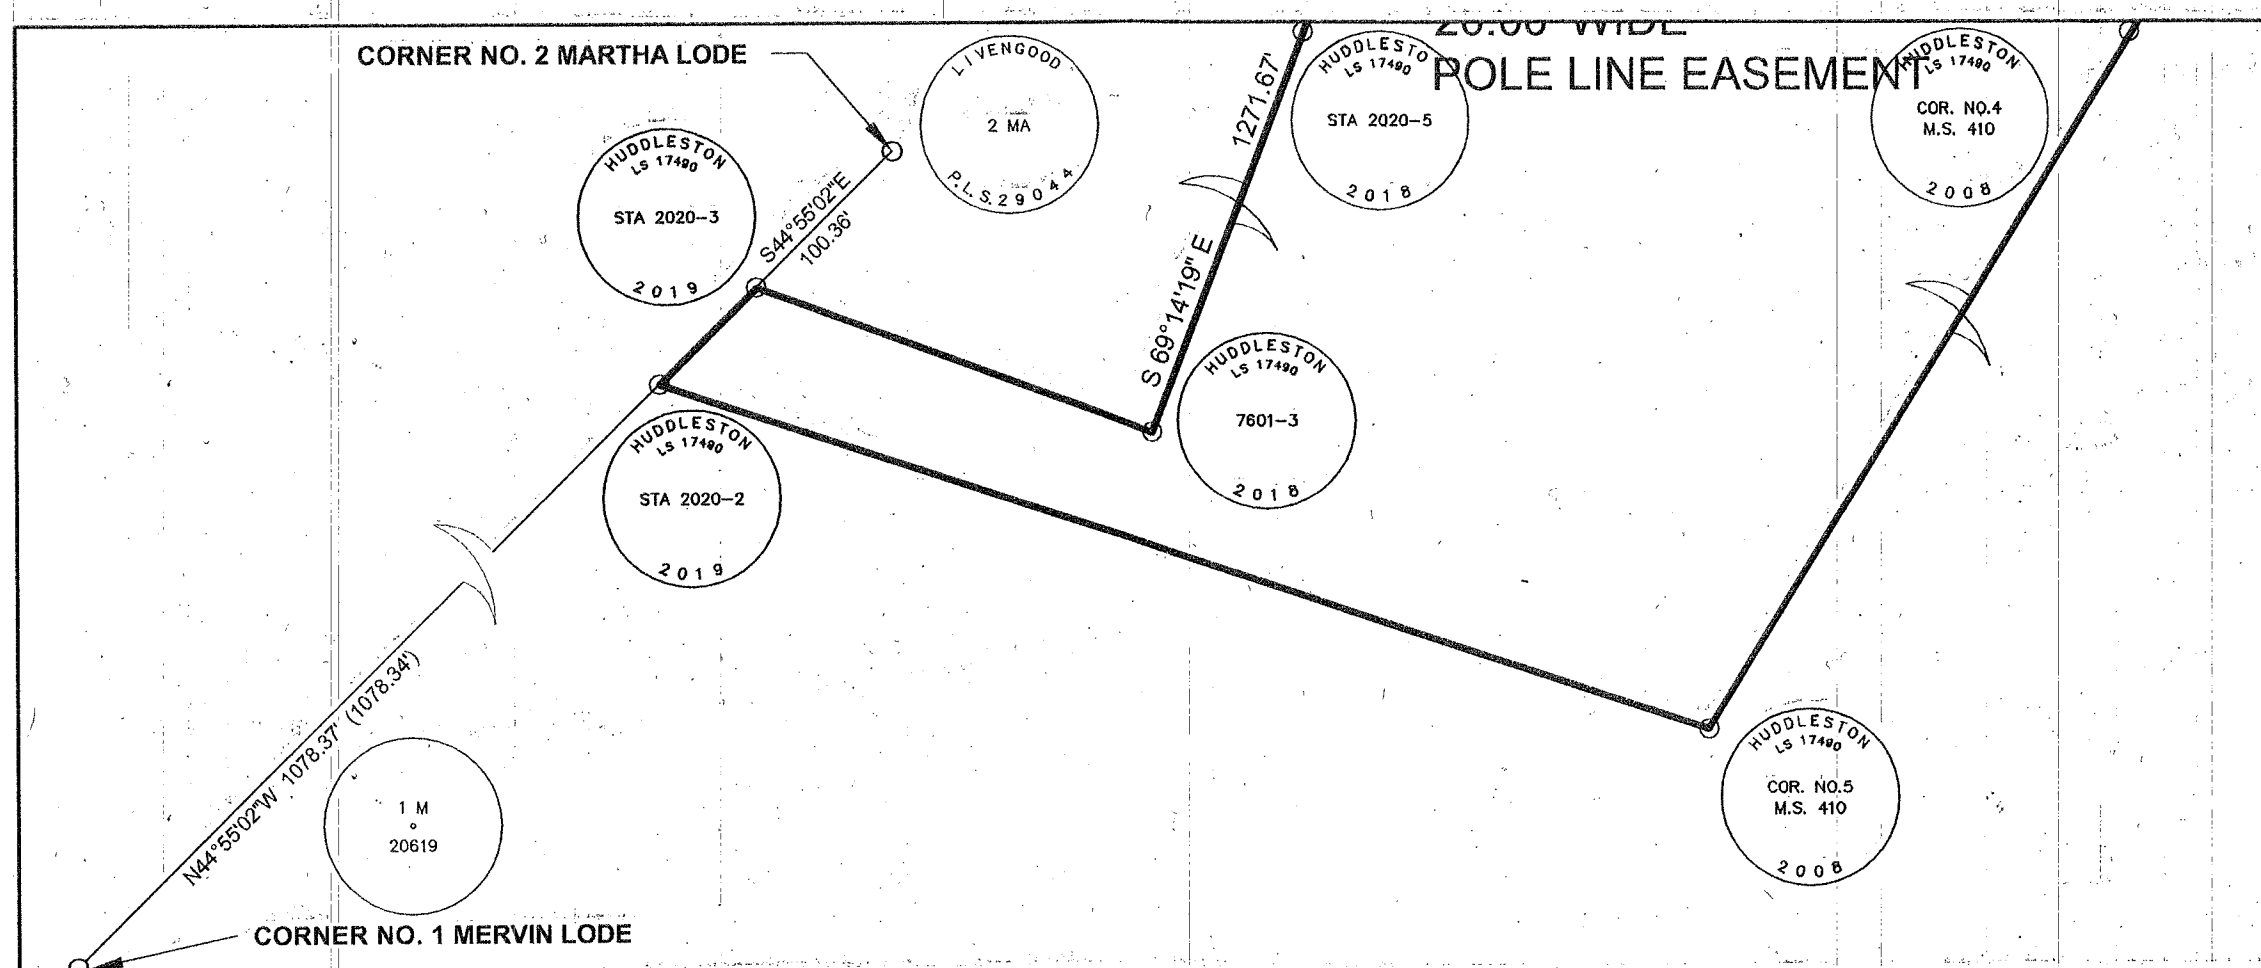 CORNER NO. 2 MARTHA LODE
LIVENGOOD
2 MA
P.L.S.29044
1271.67'
HUDDLESTO
LS 17490
STA 2020-5
2018
20.00' WIDE
POLE LINE EASEMENT
HUDDLESTON
LS 17490
COR. NO.4
M.S. 410
2008
HUDDLESTON
LS 17490
STA 2020-3
2019
S44°55'02"E
100.36'
S 69°14'19" E
HUDDLESTON
LS 17490
7601-3
2018
HUDDLESTON
LS 17490
STA 2020-2
2019
N44°55'02"W 1078.37' (1078.34')
1 M
20619
HUDDLESTON
LS 17490
COR. NO.5
M.S. 410
2008
CORNER NO. 1 MERVIN LODE